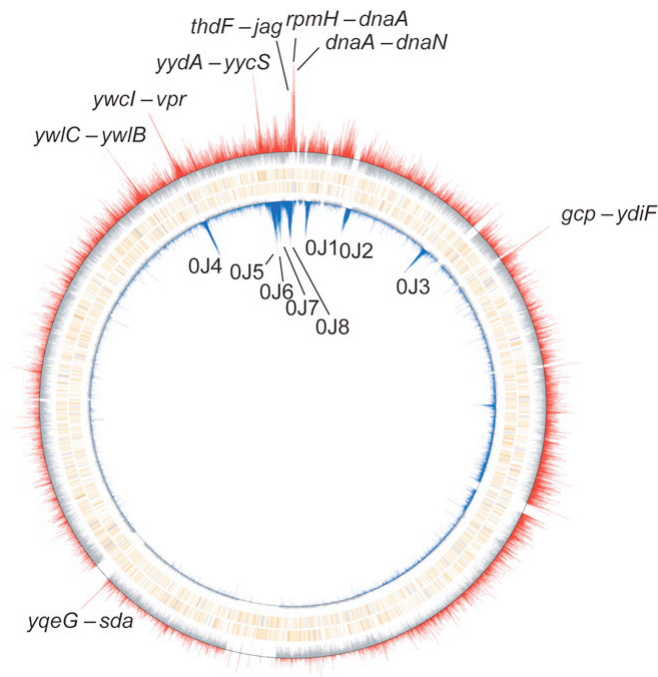 thdF – jag
rpmH – dnaA
dnaA – dnaN
yydA – yycS
ywcI – vpr
ywlC – ywlB
gcp – ydiF
0J1
0J2
0J3
0J4
0J5
0J6
0J7
0J8
yqeG – sda